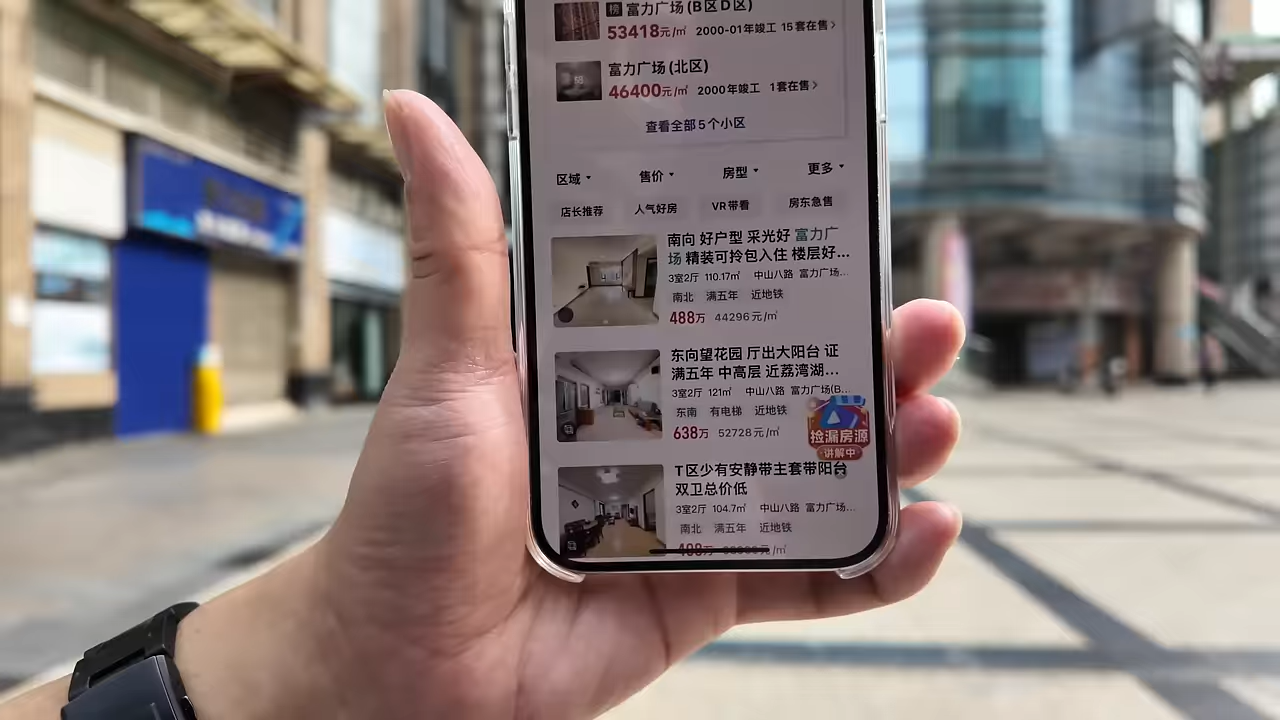 榜 富力广场(B区D区)
53418元/㎡ 2000-01年竣工 15套在售>
富力广场(北区)
46400元/㎡ 2000年竣工 1套在售>
查看全部5个小区
区域 售价 房型 更多
店长推荐 人气好房 VR带看 房东急售
南向 好户型 采光好 富力广
场 精装可拎包入住 楼层好...
3室2厅 110.17㎡ 中山八路 富力广场...
南北 满五年 近地铁
488万 44296元/㎡
东向望花园 厅出大阳台 证
满五年 中高层 近荔湾湖...
3室2厅 121㎡ 中山八路 富力广场(B...
东南 有电梯 近地铁
638万 52728元/㎡
捡漏房源
讲解中
T区少有安静带主套带阳台
双卫总价低
3室2厅 104.7㎡ 中山八路 富力广场...
南北 满五年 近地铁